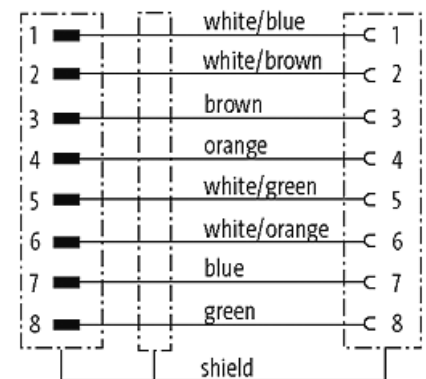 1 white/blue 1
2 white/brown 2
3 brown 3
4 orange 4
5 white/green 5
6 white/orange 6
7 blue 7
8 green 8
shield